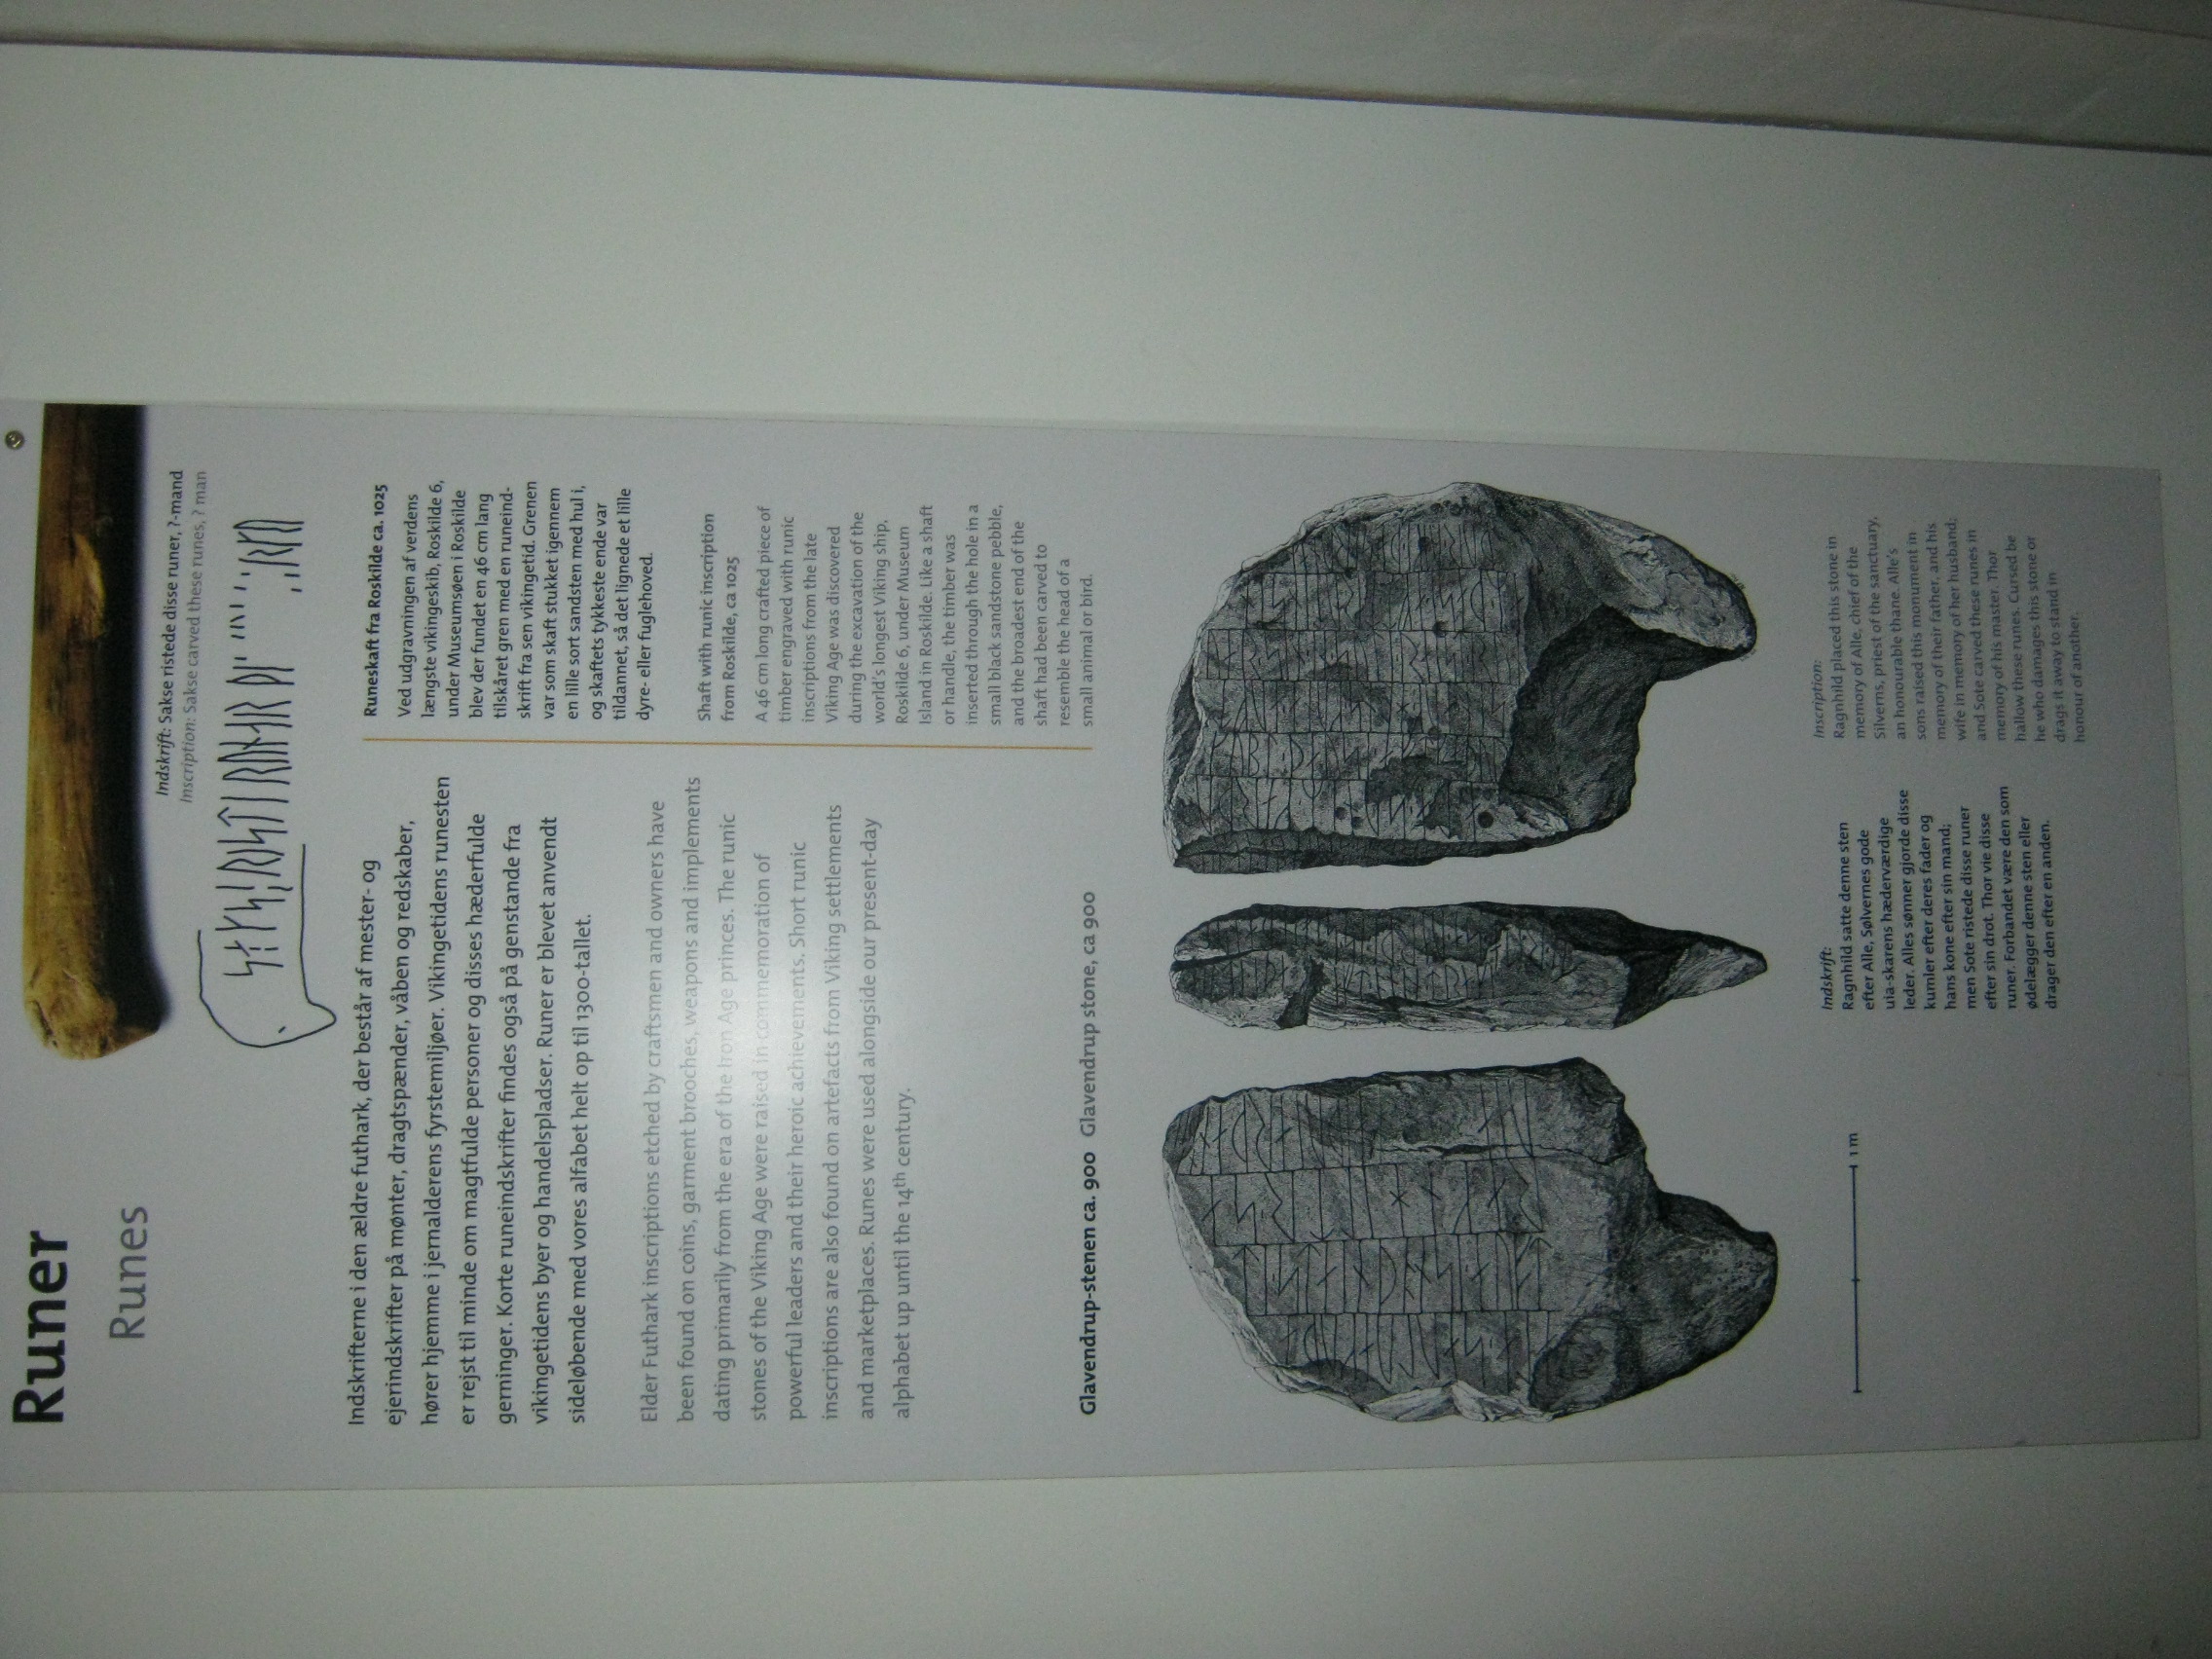 Runer
Runes
Indskrift: Sakse ristede disse runer, ?-mand
Inscription: Sakse carved these runes, ? man
Indskrifterne i den ældre futhark, der består af mester- og
ejerindskrifter på mønter, dragtspænder, våben og redskaber,
hører hjemme i jernalderens fyrstemiljøer. Vikingetidens runesten
er rejst til minde om magtfulde personer og disses hæderfulde
gerninger. Korte runeindskrifter findes også på genstande fra
vikingetidens byer og handelspladser. Runer er blevet anvendt
sideløbende med vores alfabet helt op til 1300-tallet.
Elder Futhark inscriptions etched by craftsmen and owners have
been found on coins, garment brooches, weapons and implements
dating primarily from the era of the Iron Age princes. The runic
stones of the Viking Age were raised in commemoration of
powerful leaders and their heroic achievements. Short runic
inscriptions are also found on artefacts from Viking settlements
and marketplaces. Runes were used alongside our present-day
alphabet up until the 14th century.
Runeskaft fra Roskilde ca. 1025
Ved udgravningen af verdens
længste vikingeskib, Roskilde 6,
under Museumsøen i Roskilde
blev der fundet en 46 cm lang
tilskåret gren med en runeind-
skrift fra sen vikingetid. Grenen
var som skaft stukket igennem
en lille sort sandsten med hul i,
og skaftets tykkeste ende var
tildannet, så det lignede et lille
dyre- eller fuglehoved.
Shaft with runic inscription
from Roskilde, ca 1025
A 46 cm long crafted piece of
timber engraved with runic
inscriptions from the late
Viking Age was discovered
during the excavation of the
world's longest Viking ship,
Roskilde 6, under Museum
Island in Roskilde. Like a shaft
or handle, the timber was
inserted through the hole in a
small black sandstone pebble,
and the broadest end of the
shaft had been carved to
resemble the head of a
small animal or bird.
Glavendrup-stenen ca. 900 Glavendrup stone, ca 900
1 m
Indskrift:
Ragnhild satte denne sten
efter Alle, Sølvernes gode
uia-skarens hæderværdige
leder. Alles sønner gjorde disse
kumler efter deres fader og
hans kone efter sin mand;
men Sote ristede disse runer
efter sin drot. Thor vie disse
runer. Forbandet være den som
ødelægger denne sten eller
drager den efter en anden.
Inscription:
Ragnhild placed this stone in
memory of Alle, chief of the
Silverns, priest of the sanctuary,
an honourable thane. Alle's
sons raised this monument in
memory of their father, and his
wife in memory of her husband;
and Sote carved these runes in
memory of his master. Thor
hallow these runes. Cursed be
he who damages this stone or
drags it away to stand in
honour of another.